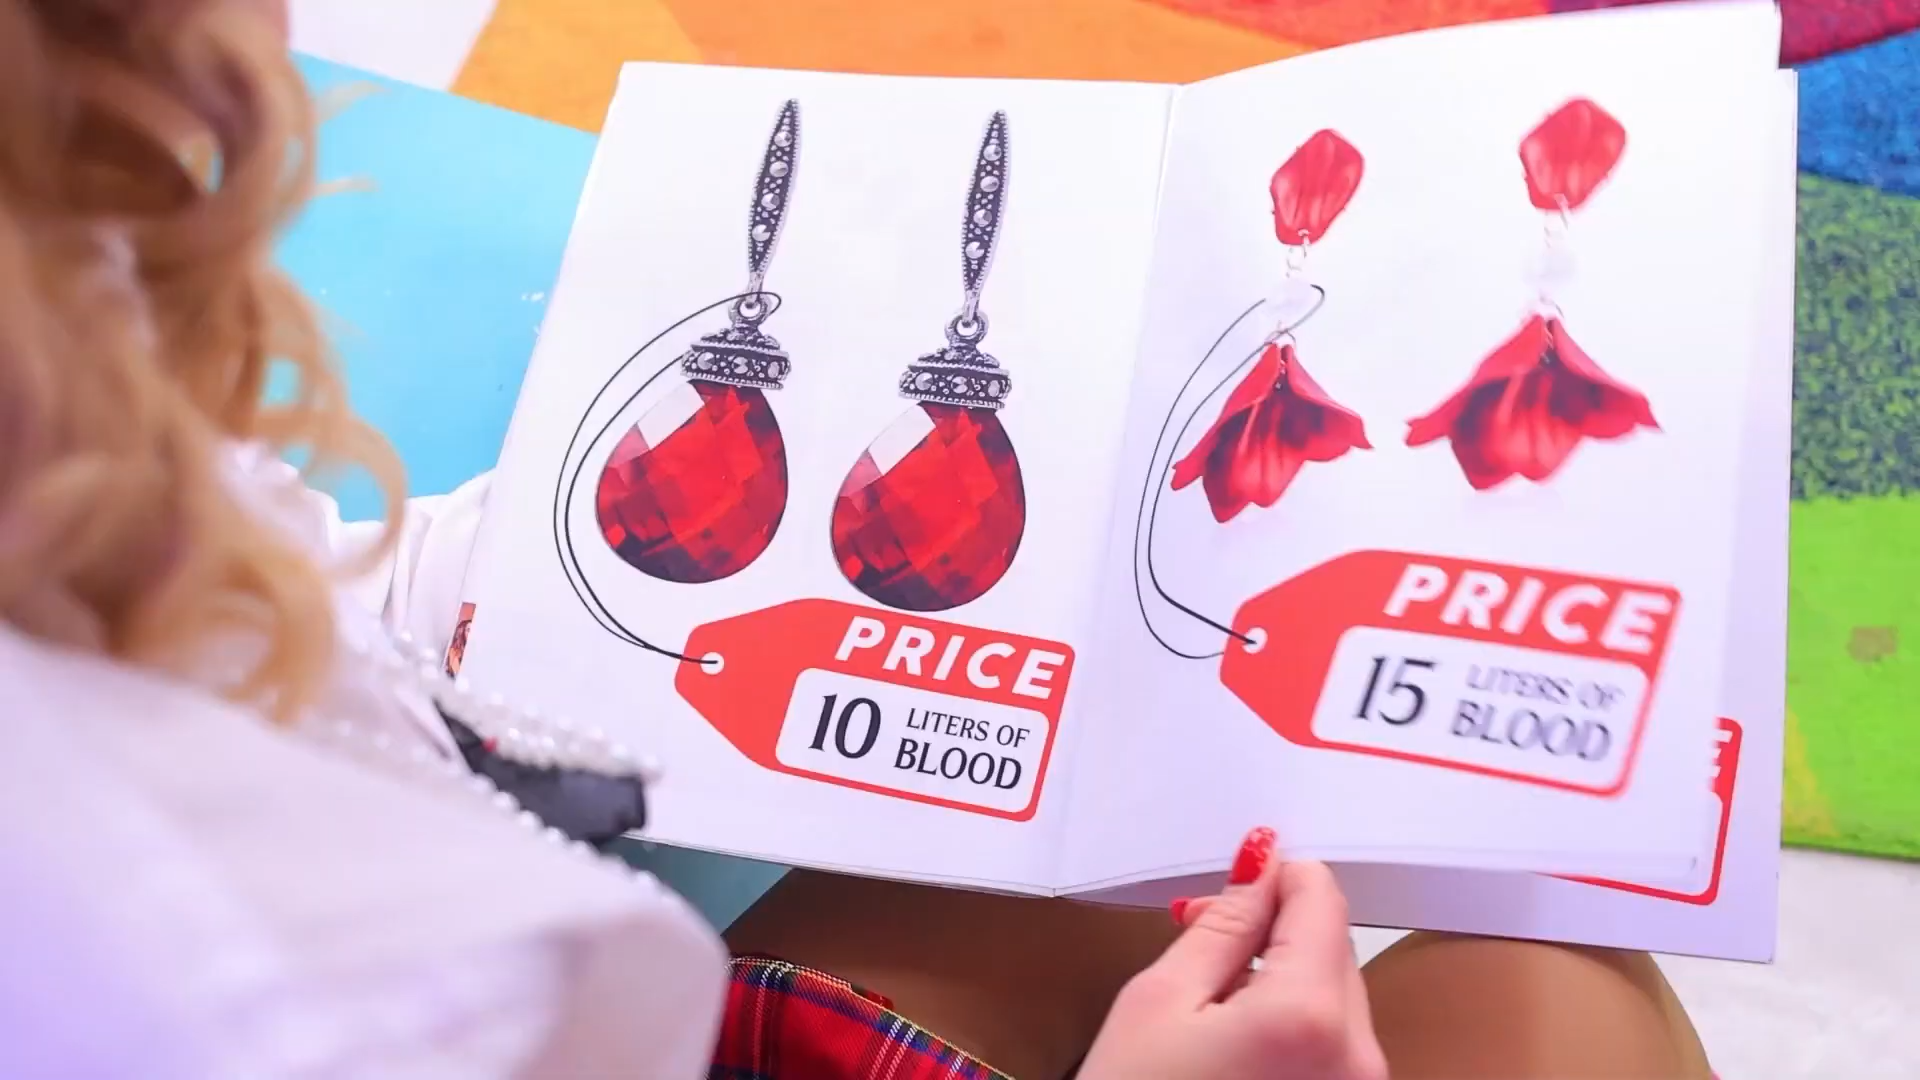 PRICE
10 LITERS OF
BLOOD
PRICE
15 LITERS OF
BLOOD
E